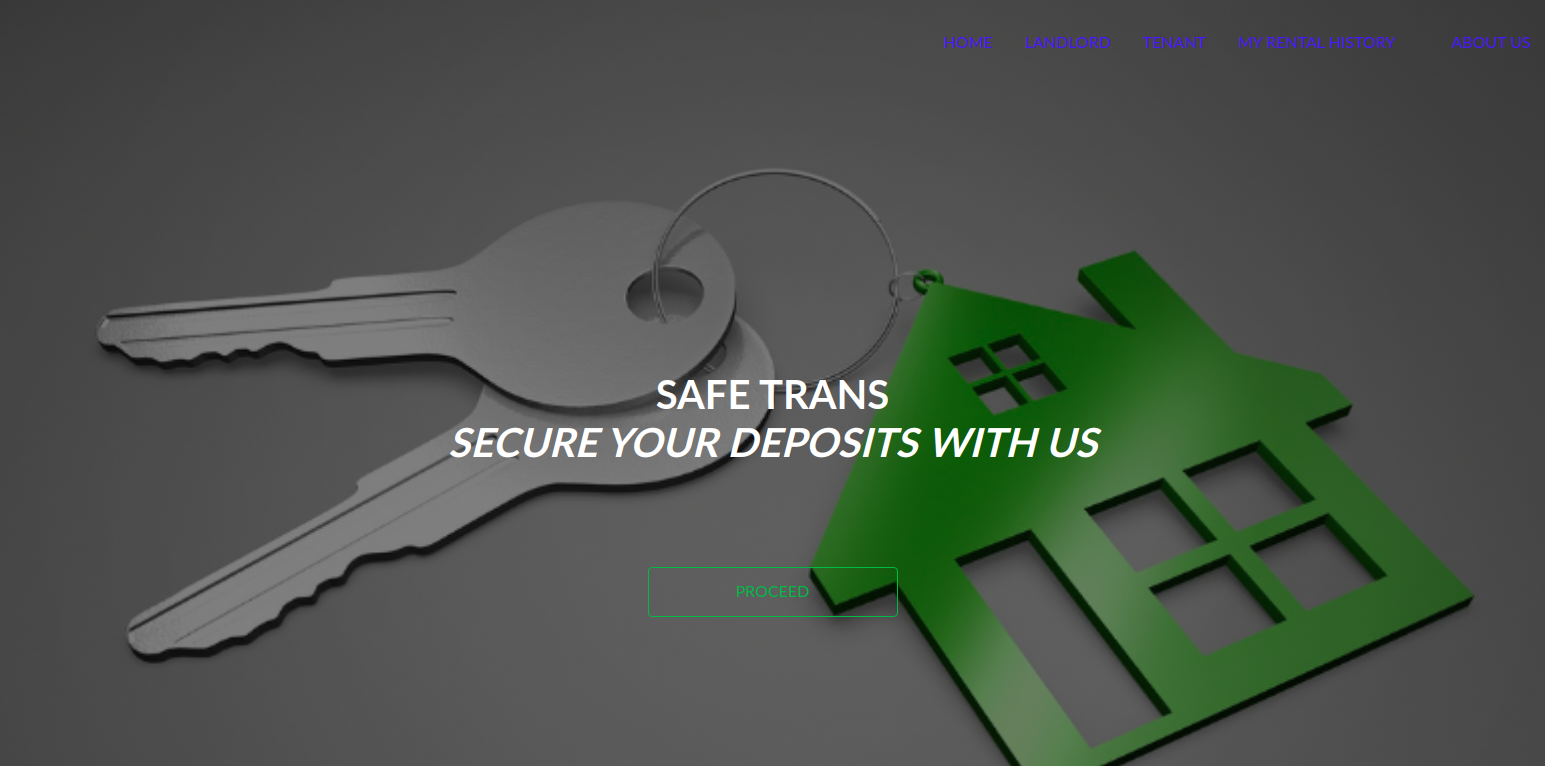 HOME LANDLORD TENANT MY RENTAL HISTORY ABOUT US
SAFE TRANS
SECURE YOUR DEPOSITS WITH US
PROCEED